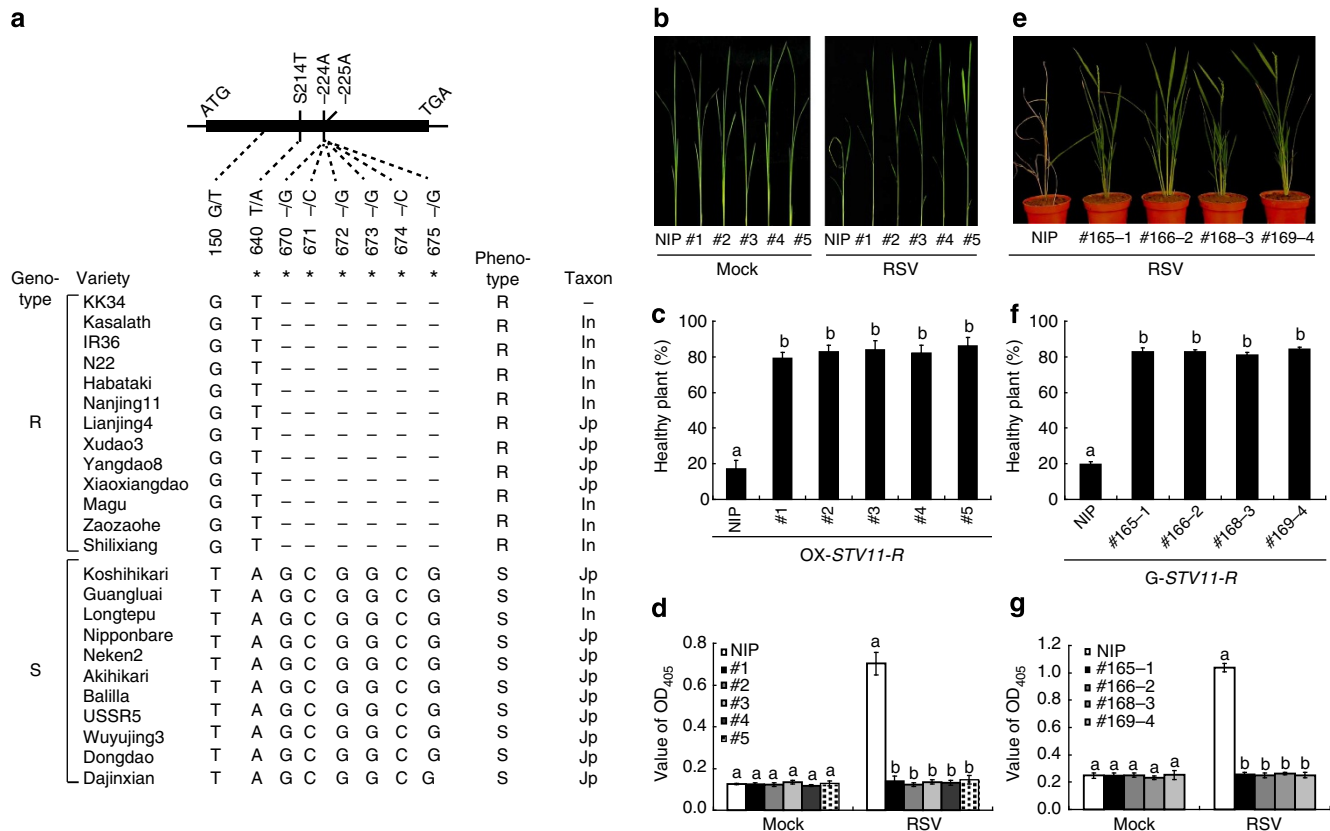 a
ATG
S214T
–224A
–225A
TGA
150 G/T
640 T/A
670 –/G
671 –/C
672 –/G
673 –/G
674 –/C
675 –/G
Geno-
type Variety * * * * * * * Pheno-
type Taxon
KK34 G T – – – – – – R –
Kasalath G T – – – – – – R In
IR36 G T – – – – – – R In
N22 G T – – – – – – R In
Habataki G T – – – – – – R In
Nanjing11 G T – – – – – – R In
R Lianjing4 G T – – – – – – R Jp
Xudao3 G T – – – – – – R Jp
Yangdao8 G T – – – – – – R Jp
Xiaoxiangdao G T – – – – – – R Jp
Magu G T – – – – – – R In
Zaozaohe G T – – – – – – R In
Shilixiang G T – – – – – – R In
Koshihikari T A G C G G C G S Jp
Guangluai T A G C G G C G S In
Longtepu T A G C G G C G S In
Nipponbare T A G C G G C G S Jp
Neken2 T A G C G G C G S Jp
S Akihikari T A G C G G C G S Jp
Balilla T A G C G G C G S Jp
USSR5 T A G C G G C G S Jp
Wuyujing3 T A G C G G C G S Jp
Dongdao T A G C G G C G S Jp
Dajinxian T A G C G G C G S Jp
b
NIP #1 #2 #3 #4 #5
Mock
NIP #1 #2 #3 #4 #5
RSV
c
Healthy plant (%)
100
80
60
40
20
0
a b b b b b
NIP #1 #2 #3 #4 #5
OX-STV11-R
d
Value of OD405
0.8
0.6
0.4
0.2
0.0
NIP
#1
#2
#3
#4
#5
a a a a a a
a b b b b b
Mock RSV
e
NIP #165–1 #166–2 #168–3 #169–4
RSV
f
Healthy plant (%)
100
80
60
40
20
0
a b b b b
NIP #165–1 #166–2 #168–3 #169–4
G-STV11-R
g
Value of OD405
1.2
1.0
0.8
0.6
0.4
0.2
0.0
NIP
#165–1
#166–2
#168–3
#169–4
a a a a a
a b b b b
Mock RSV